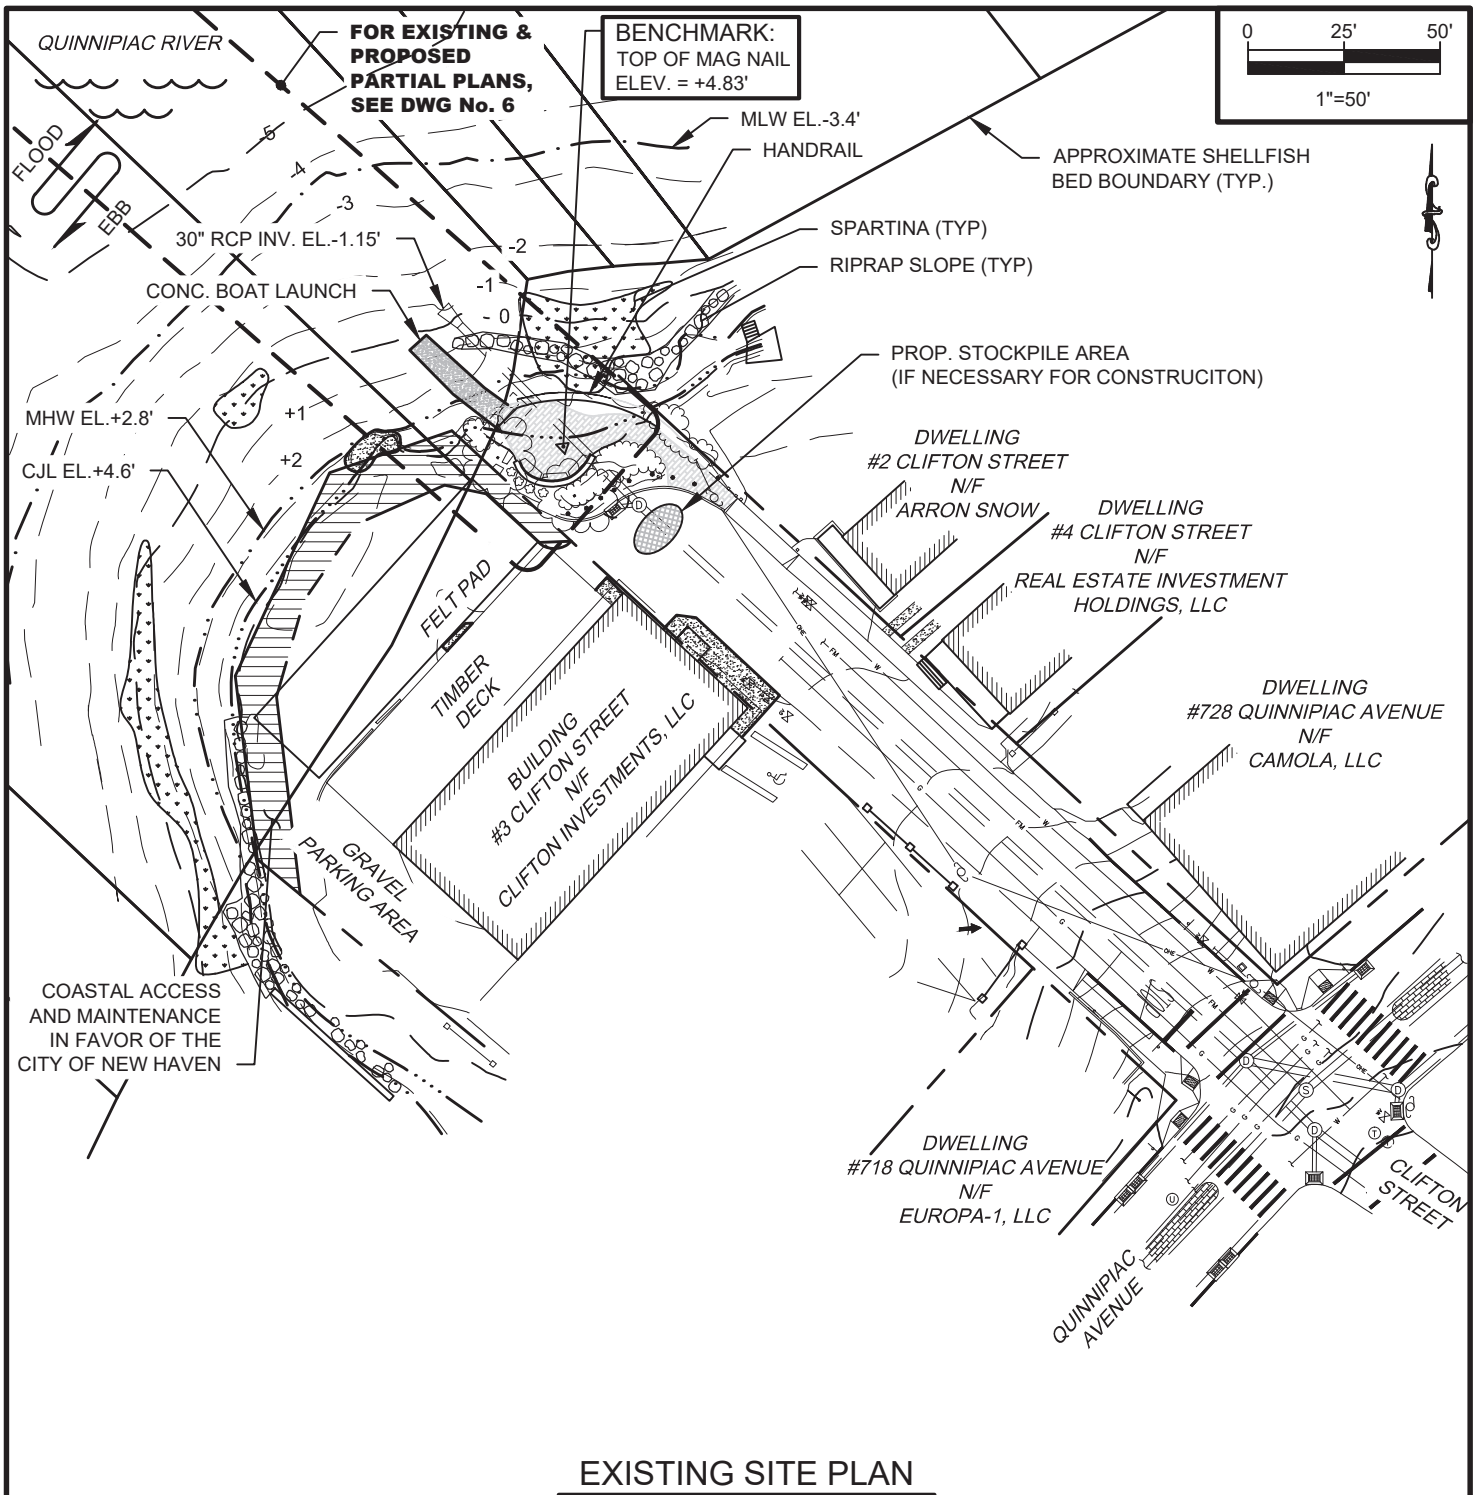 QUINNIPIAC RIVER
FOR EXISTING &
PROPOSED
PARTIAL PLANS,
SEE DWG No. 6
BENCHMARK:
TOP OF MAG NAIL
ELEV. = +4.83'
0 25' 50'
1"=50'
MLW EL.-3.4'
HANDRAIL
APPROXIMATE SHELLFISH
BED BOUNDARY (TYP.)
FLOOD
EBB
-5
-4
-3
-2
-1
- 0
+1
+2
30" RCP INV. EL.-1.15'
CONC. BOAT LAUNCH
SPARTINA (TYP)
RIPRAP SLOPE (TYP)
PROP. STOCKPILE AREA
(IF NECESSARY FOR CONSTRUCITON)
MHW EL.+2.8'
CJL EL.+4.6'
DWELLING
#2 CLIFTON STREET
N/F
ARRON SNOW
DWELLING
#4 CLIFTON STREET
N/F
REAL ESTATE INVESTMENT
HOLDINGS, LLC
DWELLING
#728 QUINNIPIAC AVENUE
N/F
CAMOLA, LLC
FELT PAD
TIMBER
DECK
BUILDING
#3 CLIFTON STREET
N/F
CLIFTON INVESTMENTS, LLC
GRAVEL
PARKING AREA
COASTAL ACCESS
AND MAINTENANCE
IN FAVOR OF THE
CITY OF NEW HAVEN
DWELLING
#718 QUINNIPIAC AVENUE
N/F
EUROPA-1, LLC
CLIFTON
STREET
QUINNIPIAC
AVENUE
D
OHE
FM
W
G
FM
W
G
OHE
W
FM
D
S
D
D
T
U
EXISTING SITE PLAN